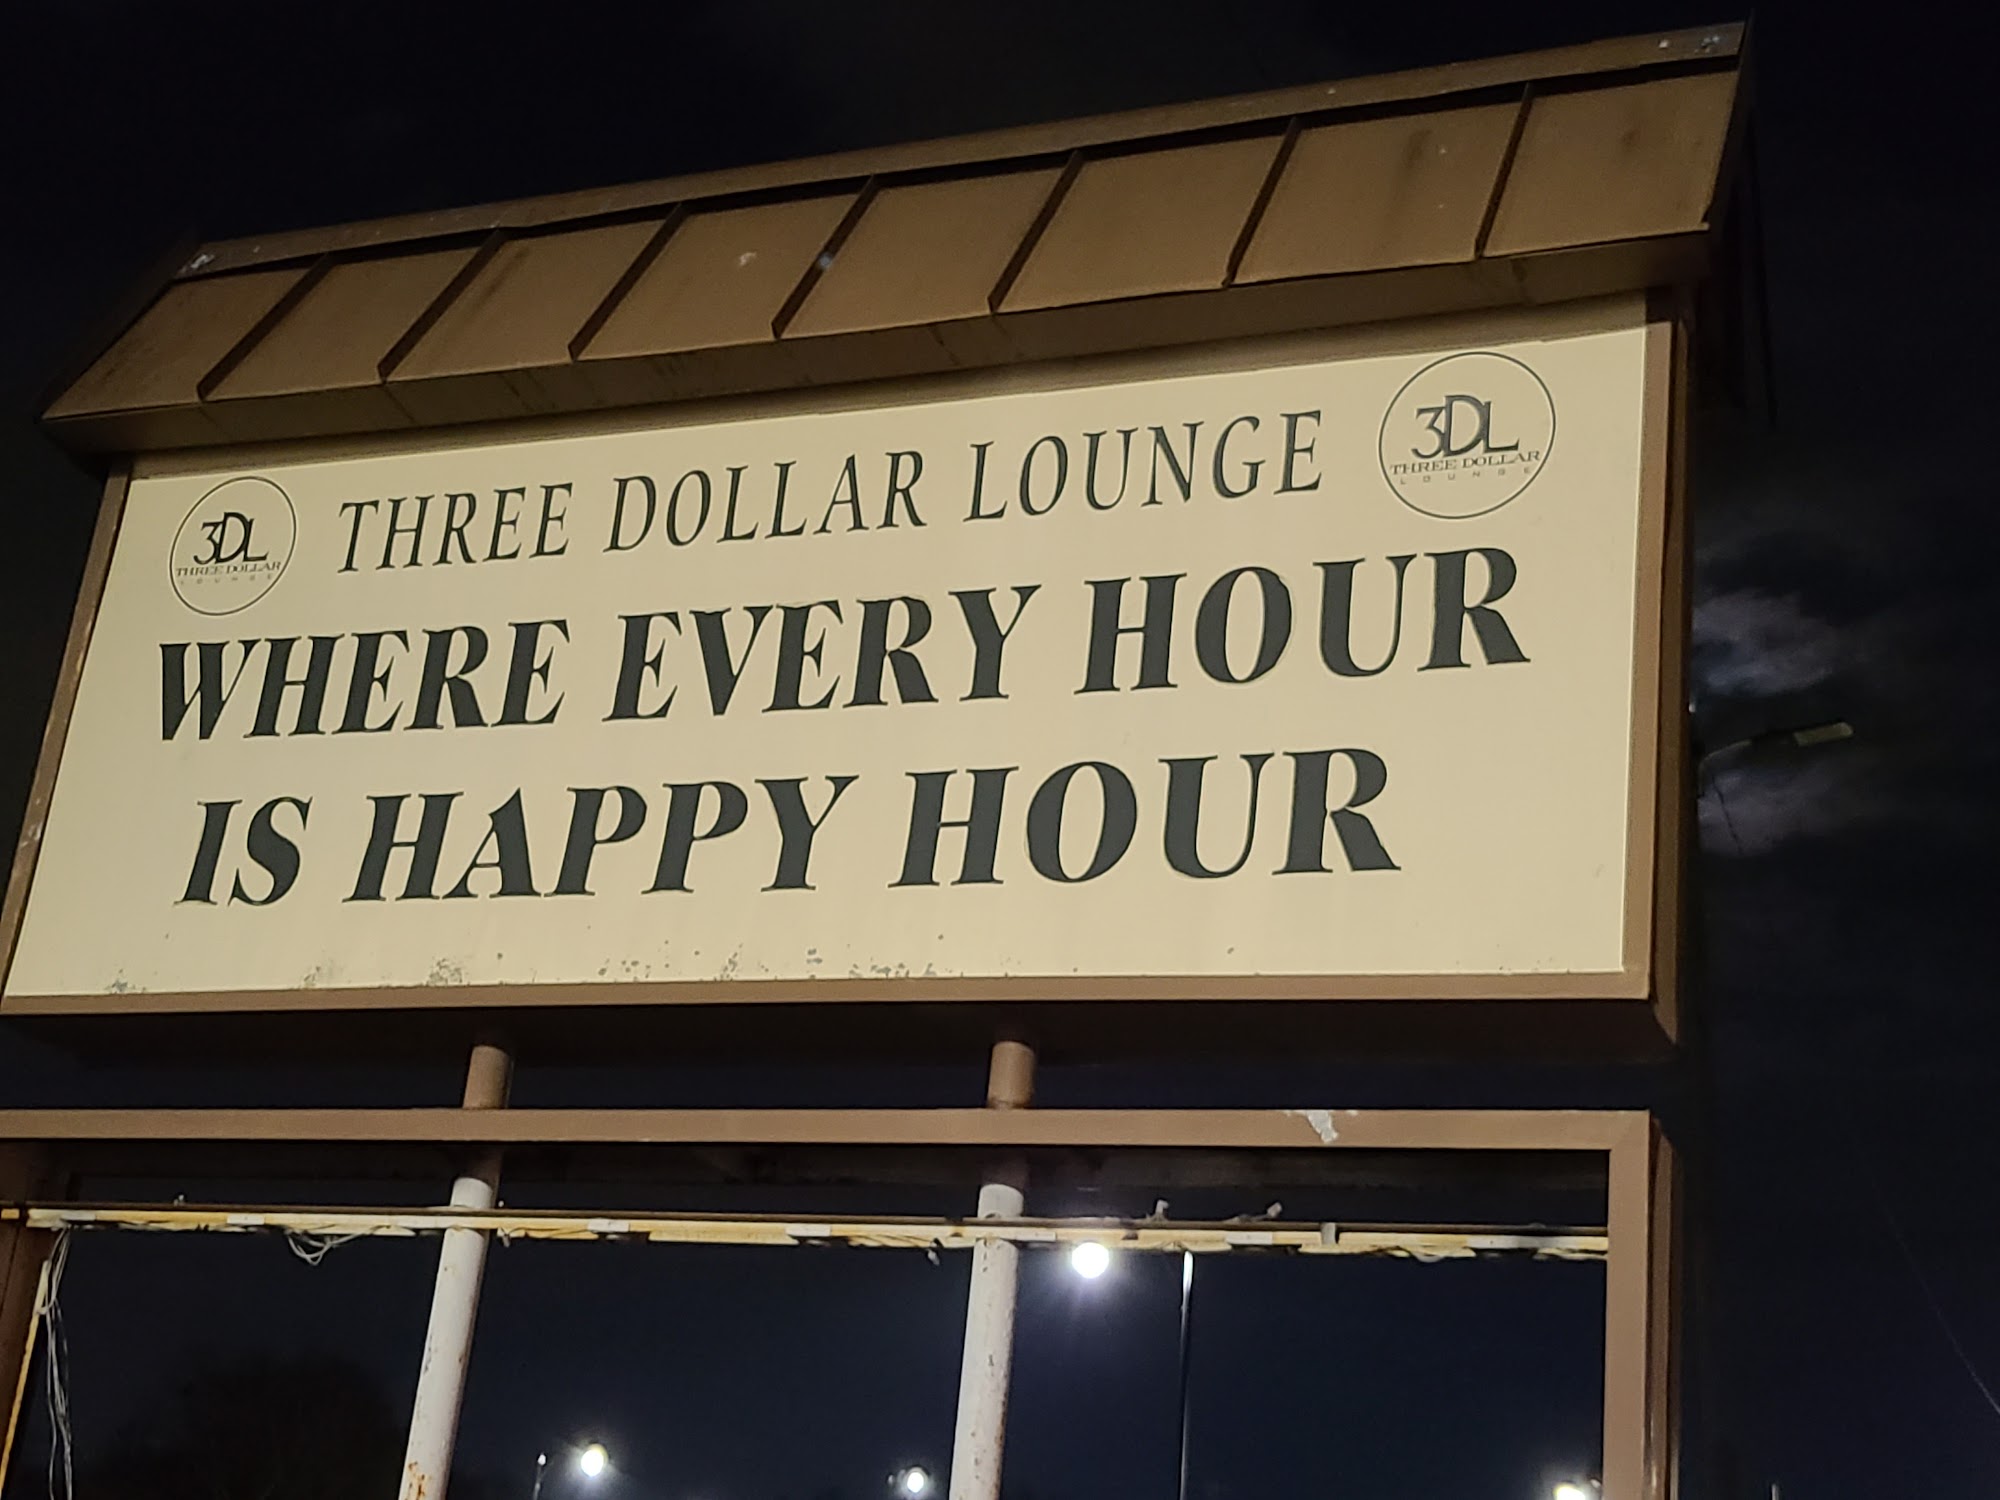 3DL
THREE DOLLAR
LOUNGE
THREE DOLLAR LOUNGE
3DL
THREE DOLLAR
LOUNGE
WHERE EVERY HOUR
IS HAPPY HOUR